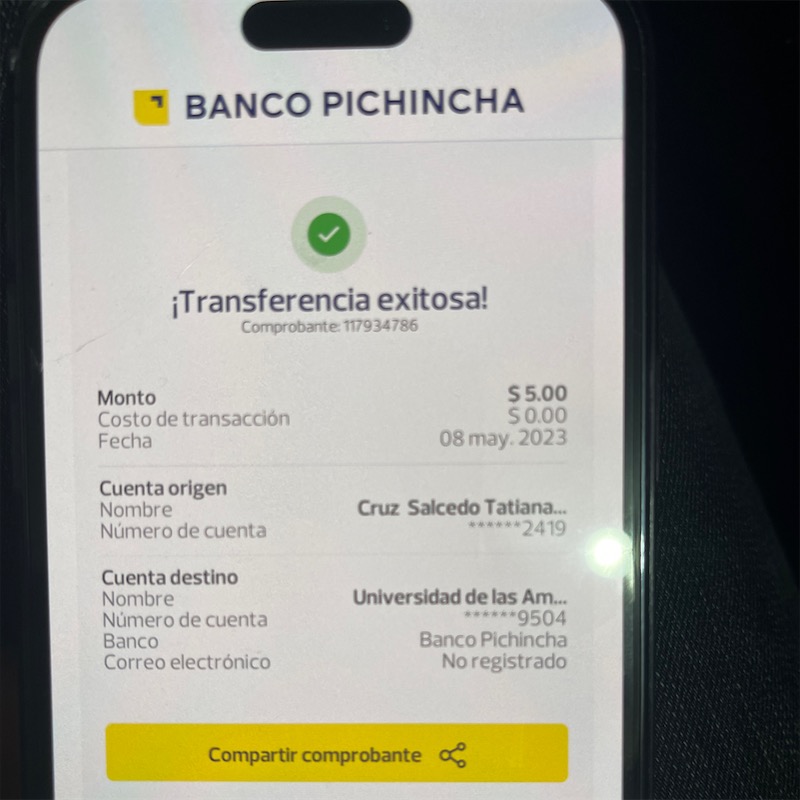 BANCO PICHINCHA
¡Transferencia exitosa!
Comprobante: 117934786
Monto $ 5.00
Costo de transacción $ 0.00
Fecha 08 may. 2023
Cuenta origen
Nombre Cruz Salcedo Tatiana...
Número de cuenta ******2419
Cuenta destino
Nombre Universidad de las Am...
Número de cuenta ******9504
Banco Banco Pichincha
Correo electrónico No registrado
Compartir comprobante